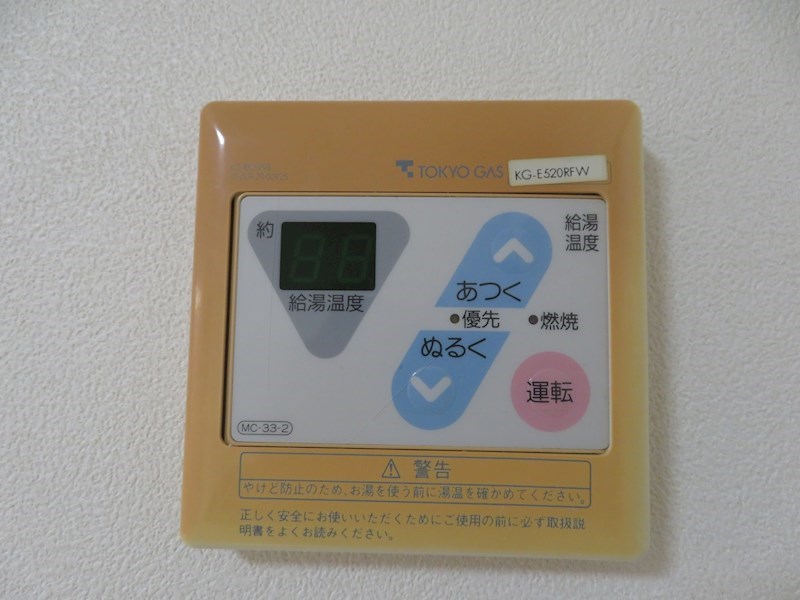 TOKYO GAS
KG-E520RFW
約
給湯温度
給湯
温度
あつく
優先
燃焼
ぬるく
運転
MC-33-2
⚠ 警告
やけど防止のため、お湯を使う前に湯温を確かめてください。
正しく安全にお使いいただくためにご使用の前に必ず取扱説
明書をよくお読みください。